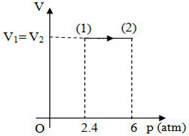 V
(1) (2)
V₁=V₂
O 2.4 6 p (atm)